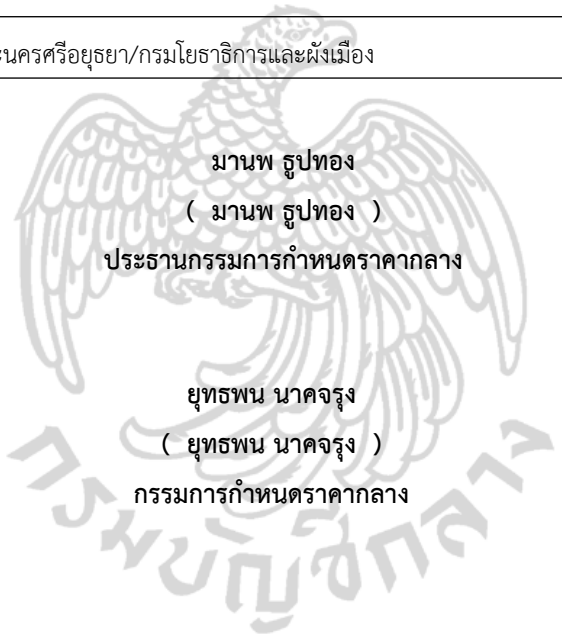 ะนครศรีอยุธยา/กรมโยธาธิการและผังเมือง
มานพ ธูปทอง
( มานพ ธูปทอง )
ประธานกรรมการกำหนดราคากลาง
ยุทธพน นาคจรุง
( ยุทธพน นาคจรุง )
กรรมการกำหนดราคากลาง
กรมบัญชีกลาง